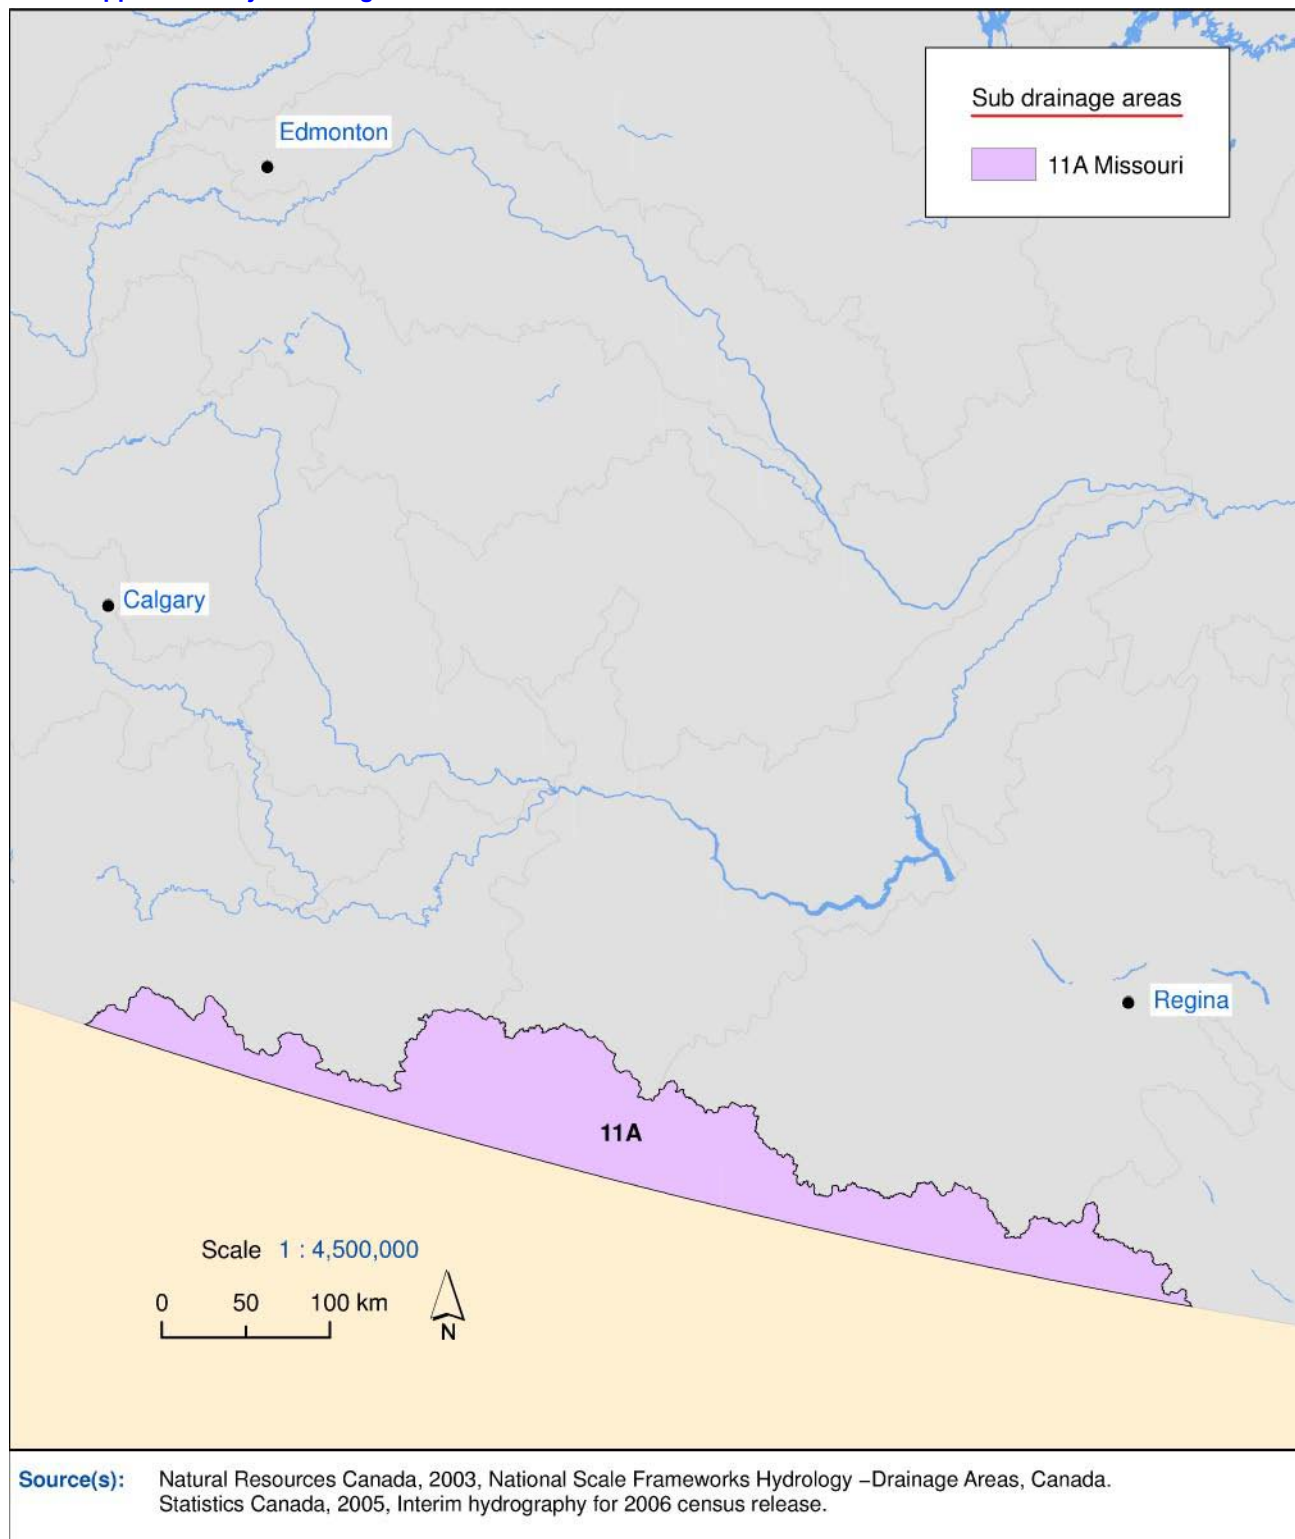 Sub drainage areas
11A Missouri
Edmonton
Calgary
Regina
11A
Scale 1 : 4,500,000
0 50 100 km
N
Source(s): Natural Resources Canada, 2003, National Scale Frameworks Hydrology –Drainage Areas, Canada.
Statistics Canada, 2005, Interim hydrography for 2006 census release.